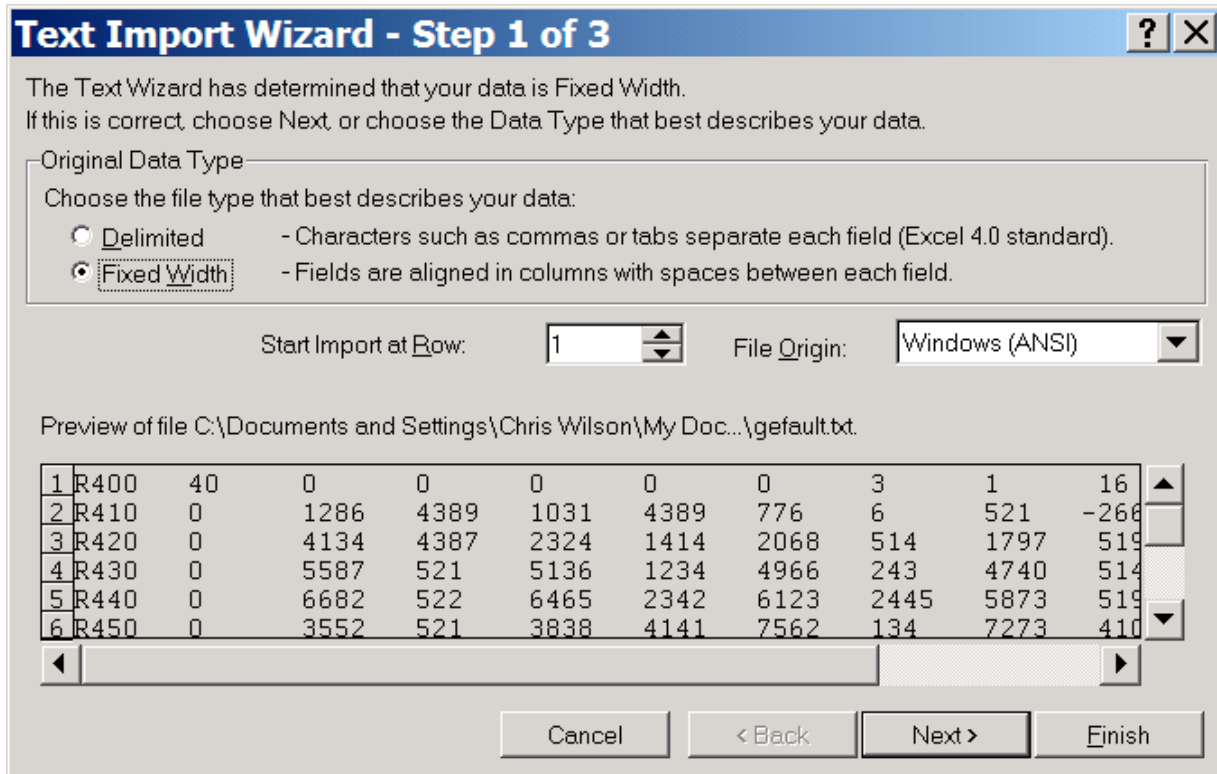 Text Import Wizard - Step 1 of 3
The Text Wizard has determined that your data is Fixed Width.
If this is correct, choose Next, or choose the Data Type that best describes your data.
Original Data Type
Choose the file type that best describes your data:
Delimited - Characters such as commas or tabs separate each field (Excel 4.0 standard).
Fixed Width - Fields are aligned in columns with spaces between each field.
Start Import at Row: 1 File Origin: Windows (ANSI)
Preview of file C:\Documents and Settings\Chris Wilson\My Doc...\gefault.txt.
1 R400 40 0 0 0 0 0 3 1 16
2 R410 0 1286 4389 1031 4389 776 6 521 -266
3 R420 0 4134 4387 2324 1414 2068 514 1797 519
4 R430 0 5587 521 5136 1234 4966 243 4740 514
5 R440 0 6682 522 6465 2342 6123 2445 5873 519
6 R450 0 3552 521 3838 4141 7562 134 7273 410
Cancel < Back Next > Finish